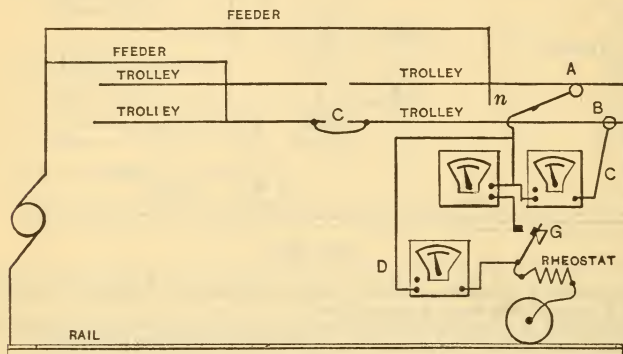 FEEDER
FEEDER
TROLLEY
TROLLEY
A
TROLLEY
C
TROLLEY
n
B
C
G
D
RHEOSTAT
RAIL